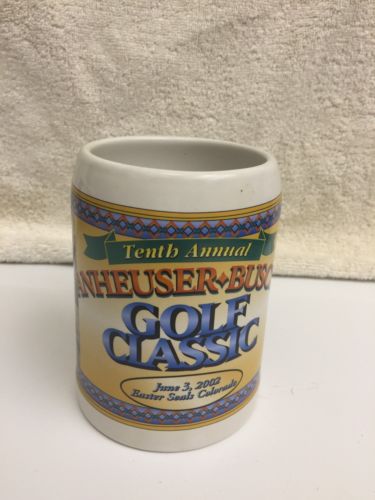 Tenth Annual
ANHEUSER•BUSC
GOLF
CLASSIC
June 3, 2002
Easter Seals Colorado